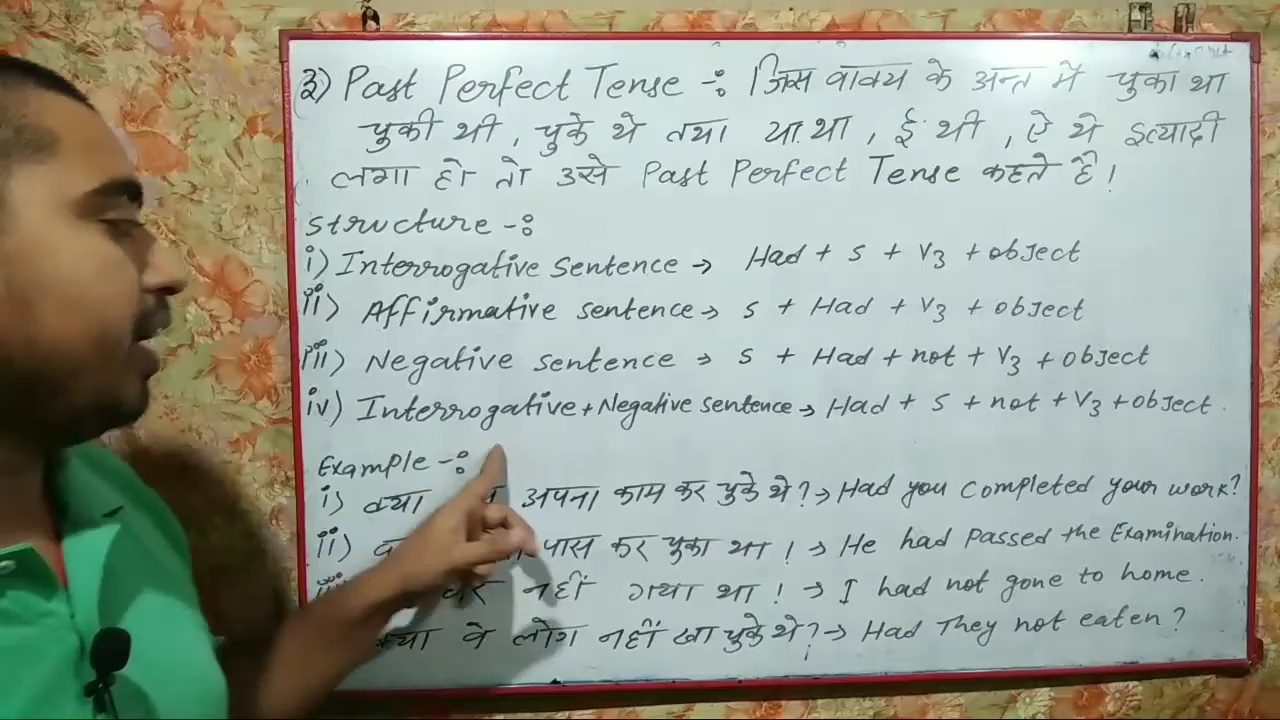 ३) Past Perfect Tense -: जिस वाक्य के अन्त में चुका था
चुकी थी , चुके थे तथा या था , ई थी , ऐ थे इत्यादी
लगा हो तो उसे Past Perfect Tense कहते है।
Structure -:
i) Interrogative Sentence → Had + S + V3 + object
ii) Affirmative sentence → S + Had + V3 + object
iii) Negative sentence → S + Had + not + V3 + object
iv) Interrogative + Negative sentence → Had + S + not + V3 + object .
Example -:
i) क्या अपना काम कर चुके थे? → Had you completed your work?
ii) पास कर चुका था ! → He had passed the Examination.
नहीं गया था ! → I had not gone to home .
क्या वे लोग नहीं खा चुके थे? → Had They not eaten ?